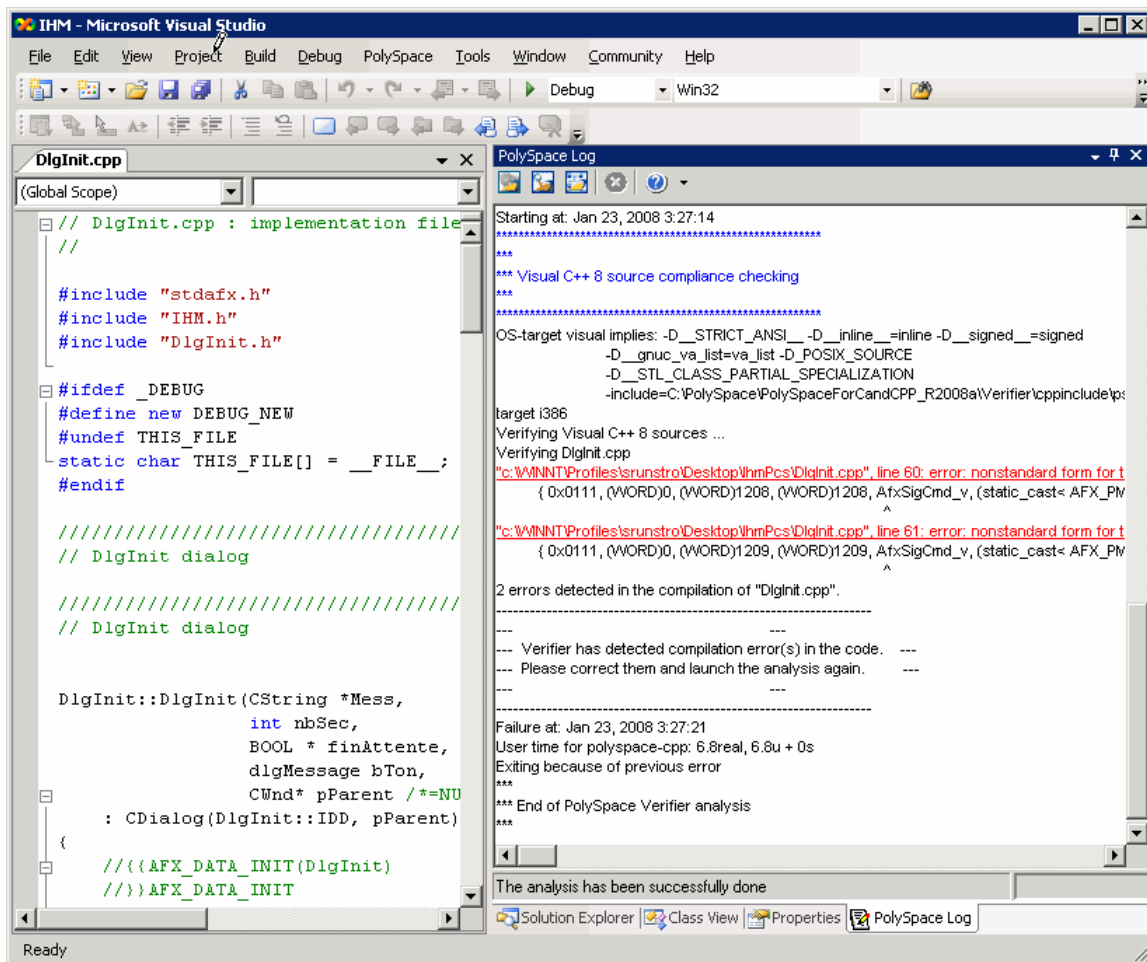 IHM - Microsoft Visual Studio
File Edit View Project Build Debug PolySpace Tools Window Community Help
Debug Win32
DlgInit.cpp
(Global Scope)
// DlgInit.cpp : implementation file
//
#include "stdafx.h"
#include "IHM.h"
#include "DlgInit.h"
#ifdef _DEBUG
#define new DEBUG_NEW
#undef THIS_FILE
static char THIS_FILE[] = __FILE__;
#endif
/////////////////////////////////////
// DlgInit dialog
/////////////////////////////////////
// DlgInit dialog
DlgInit::DlgInit(CString *Mess,
int nbSec,
BOOL * finAttente,
dlgMessage bTon,
CWnd* pParent /*=NU
: CDialog(DlgInit::IDD, pParent)
{
//{{AFX_DATA_INIT(DlgInit)
//}}AFX_DATA_INIT
PolySpace Log
Starting at: Jan 23, 2008 3:27:14
**********************************************************
***
*** Visual C++ 8 source compliance checking
***
**********************************************************
OS-target visual implies: -D__STRICT_ANSI__ -D__inline__=inline -D__signed__=signed
-D__gnuc_va_list=va_list -D_POSIX_SOURCE
-D__STL_CLASS_PARTIAL_SPECIALIZATION
-include=C:\PolySpace\PolySpaceForCandCPP_R2008a\Verifier\cppinclude\ps
target i386
Verifying Visual C++ 8 sources ...
Verifying DlgInit.cpp
"c:\WINNT\Profiles\srunstro\Desktop\IhmPcs\DlgInit.cpp", line 60: error: nonstandard form for t
{ 0x0111, (WORD)0, (WORD)1208, (WORD)1208, AfxSigCmd_v, (static_cast< AFX_PM
^
"c:\WINNT\Profiles\srunstro\Desktop\IhmPcs\DlgInit.cpp", line 61: error: nonstandard form for t
{ 0x0111, (WORD)0, (WORD)1209, (WORD)1209, AfxSigCmd_v, (static_cast< AFX_PM
^
2 errors detected in the compilation of "DlgInit.cpp".
---------------------------------------------------------------------
--- ---
--- Verifier has detected compilation error(s) in the code. ---
--- Please correct them and launch the analysis again. ---
--- ---
---------------------------------------------------------------------
Failure at: Jan 23, 2008 3:27:21
User time for polyspace-cpp: 6.8real, 6.8u + 0s
Exiting because of previous error
***
*** End of PolySpace Verifier analysis
***
The analysis has been successfully done
Solution Explorer Class View Properties PolySpace Log
Ready